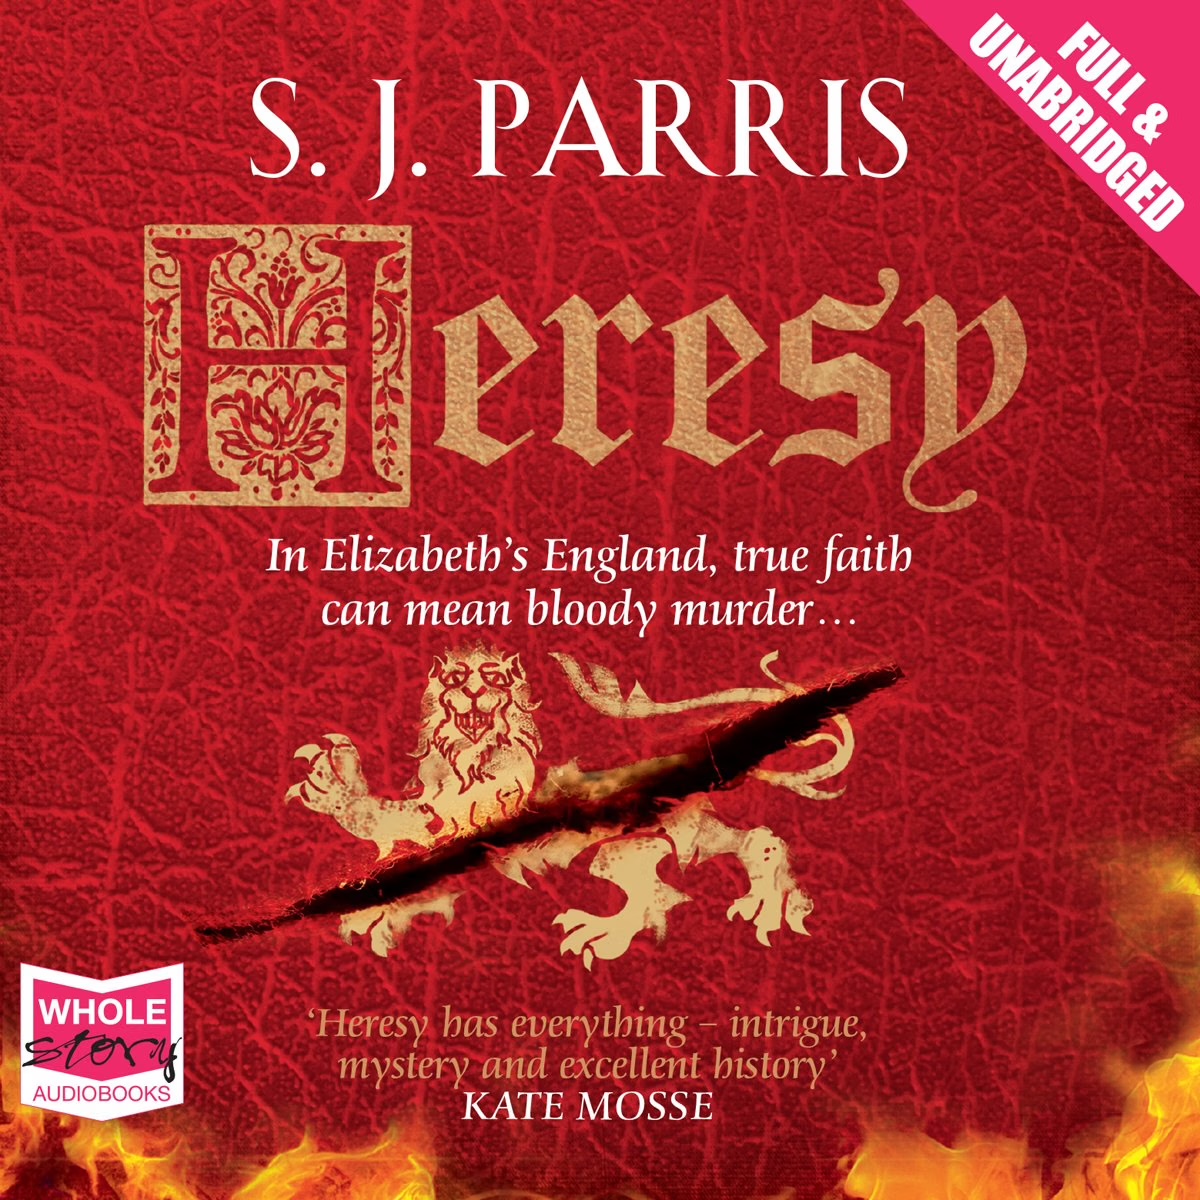 FULL &
UNABRIDGED
S. J. PARRIS
Heresy
In Elizabeth's England, true faith
can mean bloody murder...
'Heresy has everything – intrigue,
mystery and excellent history'
KATE MOSSE
WHOLE
story
AUDIOBOOKS